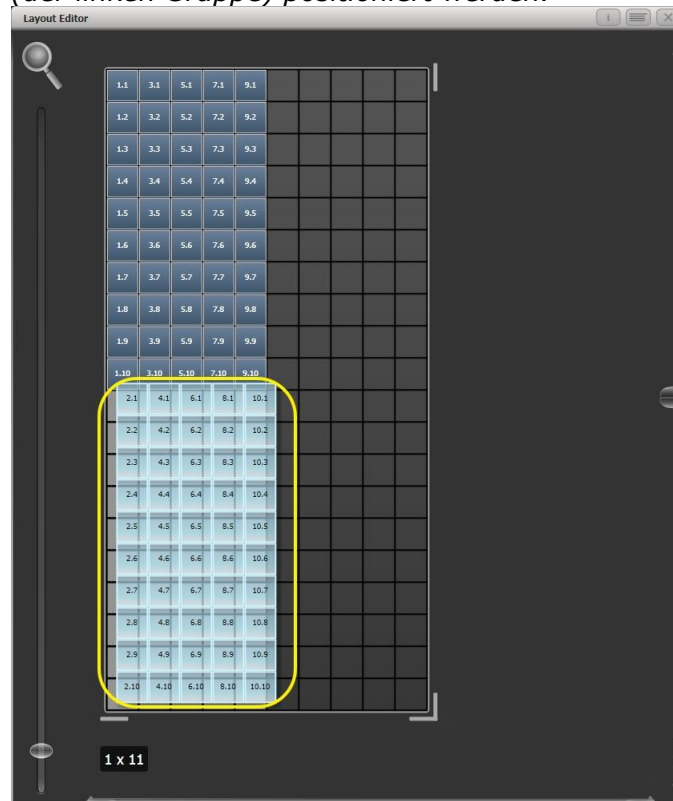 (der linken Gruppe) positioniert werden.
Layout Editor
i
1.1 3.1 5.1 7.1 9.1
1.2 3.2 5.2 7.2 9.2
1.3 3.3 5.3 7.3 9.3
1.4 3.4 5.4 7.4 9.4
1.5 3.5 5.5 7.5 9.5
1.6 3.6 5.6 7.6 9.6
1.7 3.7 5.7 7.7 9.7
1.8 3.8 5.8 7.8 9.8
1.9 3.9 5.9 7.9 9.9
1.10 3.10 5.10 7.10 9.10
2.1 4.1 6.1 8.1 10.1
2.2 4.2 6.2 8.2 10.2
2.3 4.3 6.3 8.3 10.3
2.4 4.4 6.4 8.4 10.4
2.5 4.5 6.5 8.5 10.5
2.6 4.6 6.6 8.6 10.6
2.7 4.7 6.7 8.7 10.7
2.8 4.8 6.8 8.8 10.8
2.9 4.9 6.9 8.9 10.9
2.10 4.10 6.10 8.10 10.10
1 x 11